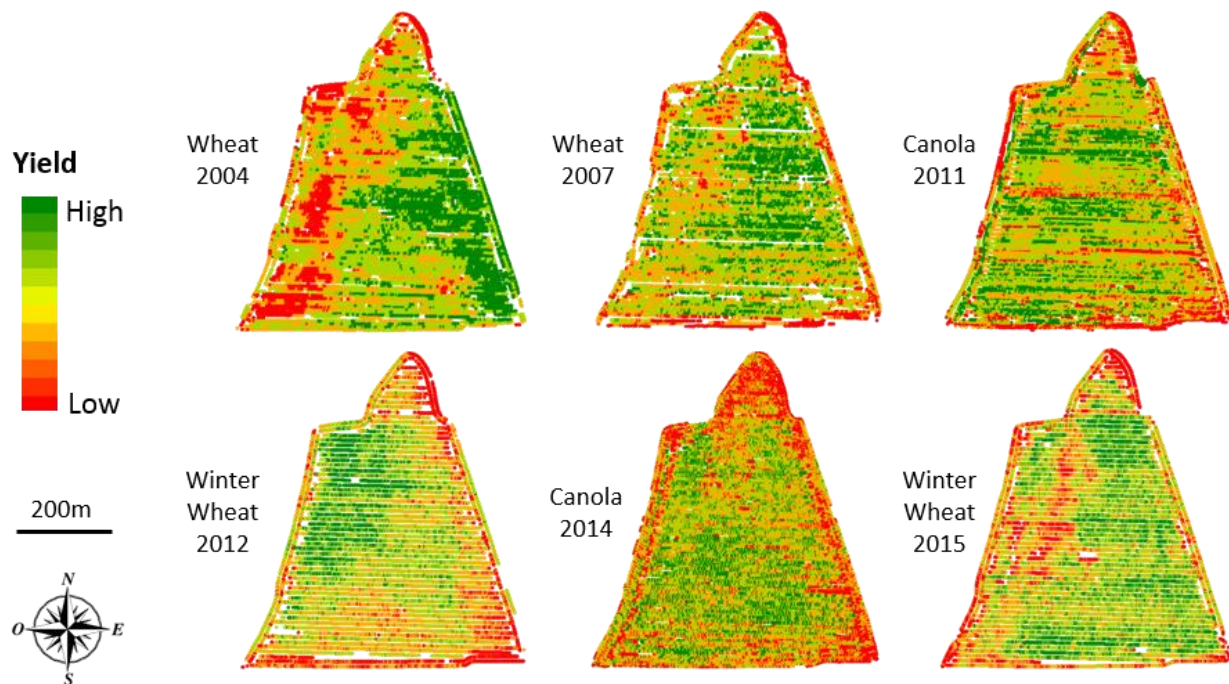 Yield
High
Low
200m
N
O
E
S
Wheat
2004
Wheat
2007
Canola
2011
Winter
Wheat
2012
Canola
2014
Winter
Wheat
2015